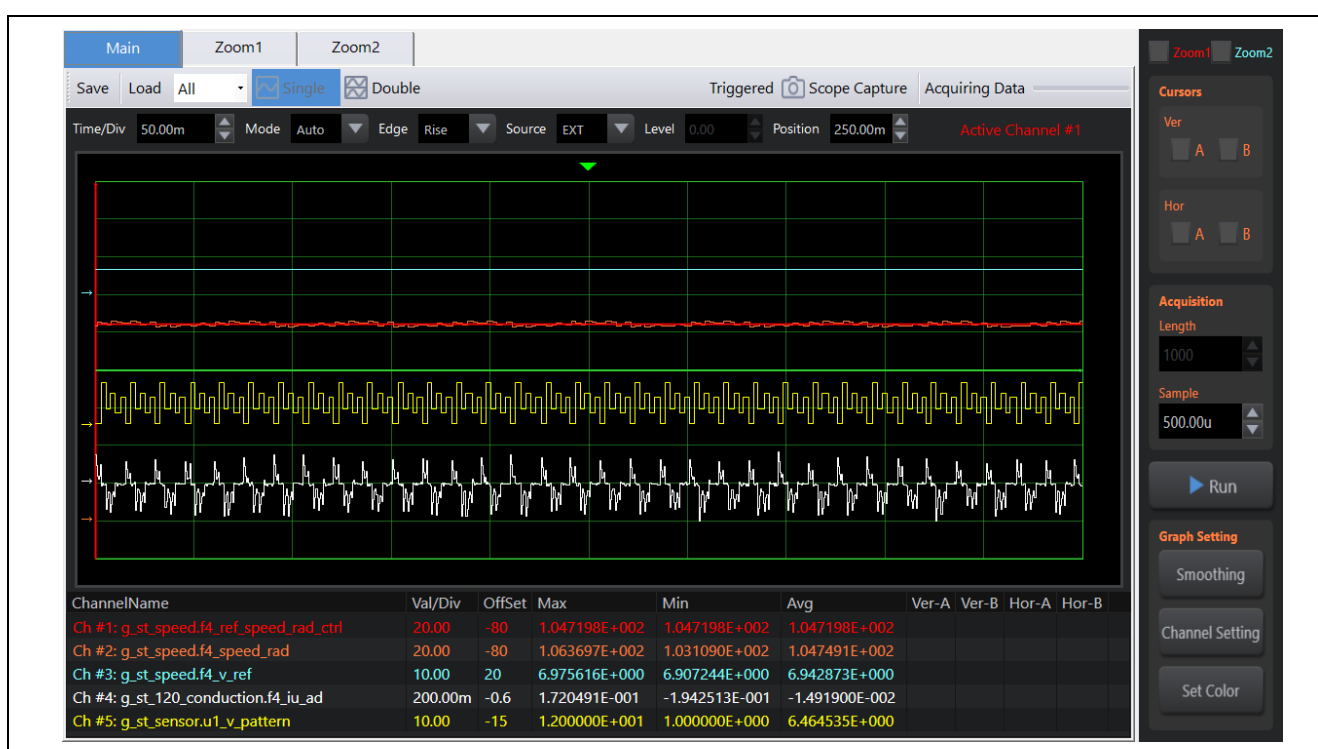 Main Zoom1 Zoom2
Zoom1 Zoom2
Save Load All Single Double Triggered Scope Capture Acquiring Data
Time/Div 50.00m Mode Auto Edge Rise Source EXT Level 0.00 Position 250.00m Active Channel #1
Cursors
Ver
A B
Hor
A B
Acquisition
Length
1000
Sample
500.00u
Run
Graph Setting
Smoothing
Channel Setting
Set Color
ChannelName Val/Div OffSet Max Min Avg Ver-A Ver-B Hor-A Hor-B
Ch #1: g_st_speed.f4_ref_speed_rad_ctrl 20.00 -80 1.047198E+002 1.047198E+002 1.047198E+002
Ch #2: g_st_speed.f4_speed_rad 20.00 -80 1.063697E+002 1.031090E+002 1.047491E+002
Ch #3: g_st_speed.f4_v_ref 10.00 20 6.975616E+000 6.907244E+000 6.942873E+000
Ch #4: g_st_120_conduction.f4_iu_ad 200.00m -0.6 1.720491E-001 -1.942513E-001 -1.491900E-002
Ch #5: g_st_sensor.u1_v_pattern 10.00 -15 1.200000E+001 1.000000E+000 6.464535E+000